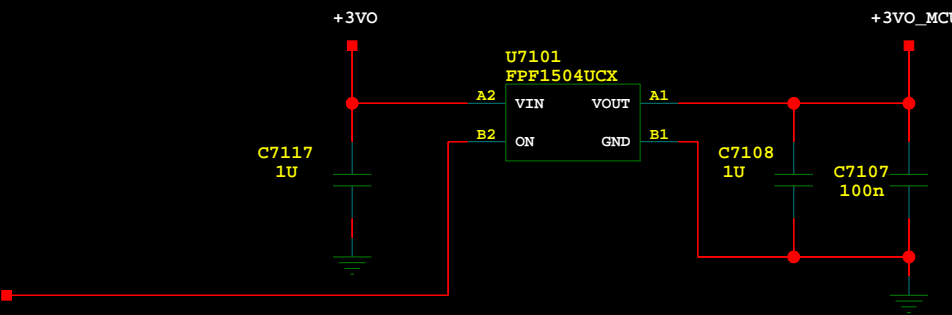 +3VO
+3VO_MCU
U7101
FPF1504UCX
A2 VIN VOUT A1
B2 ON GND B1
C7117
1U
C7108
1U
C7107
100n